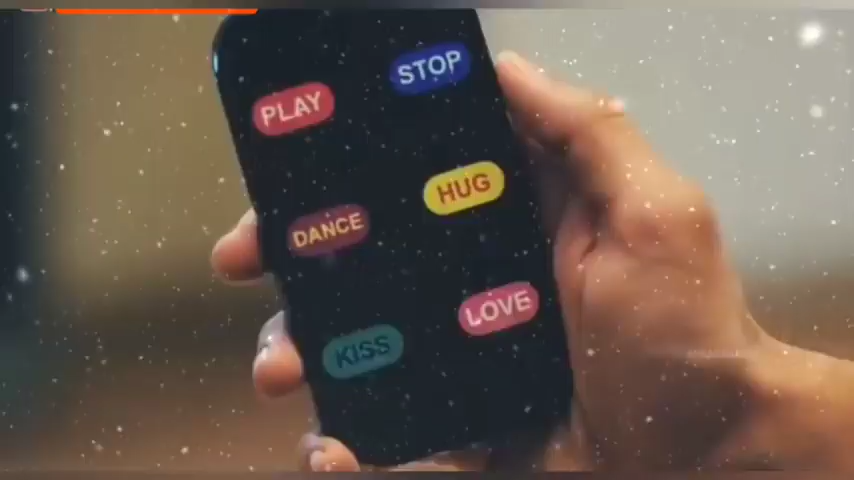 PLAY
STOP
DANCE
HUG
KISS
LOVE